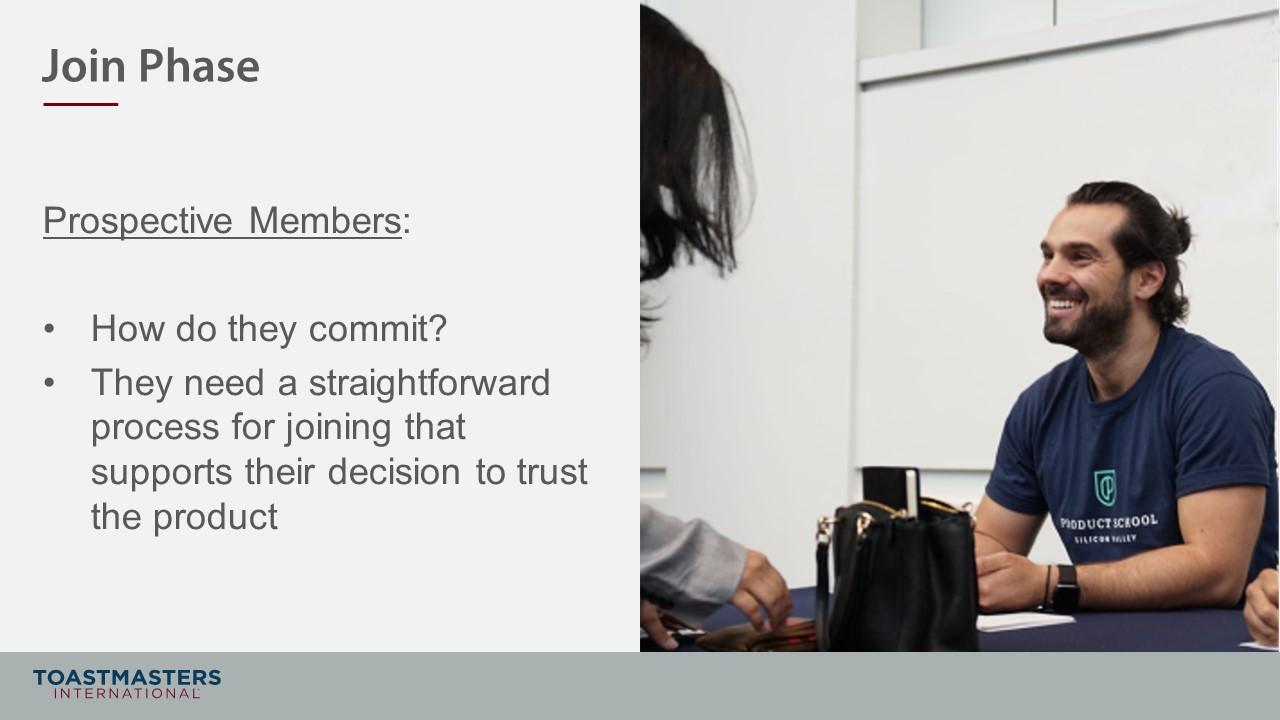 Join Phase
Prospective Members:
• How do they commit?
• They need a straightforward
process for joining that
supports their decision to trust
the product
PRODUCT SCHOOL
SILICON VALLEY
TOASTMASTERS
INTERNATIONAL